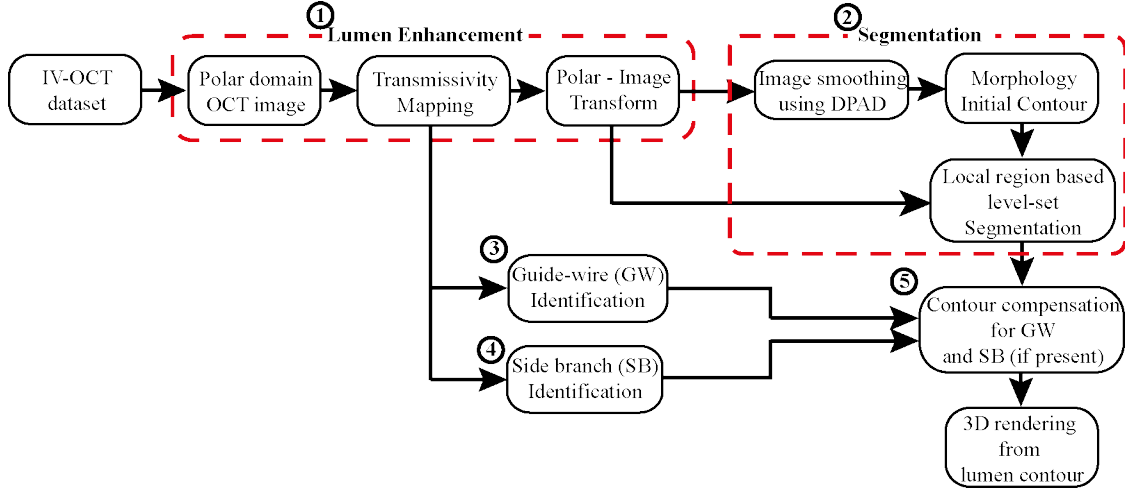 1
Lumen Enhancement
2
Segmentation
IV-OCT
dataset
Polar domain
OCT image
Transmissivity
Mapping
Polar - Image
Transform
Image smoothing
using DPAD
Morphology
Initial Contour
Local region based
level-set
Segmentation
3
Guide-wire (GW)
Identification
4
Side branch (SB)
Identification
5
Contour compensation
for GW
and SB (if present)
3D rendering
from
lumen contour